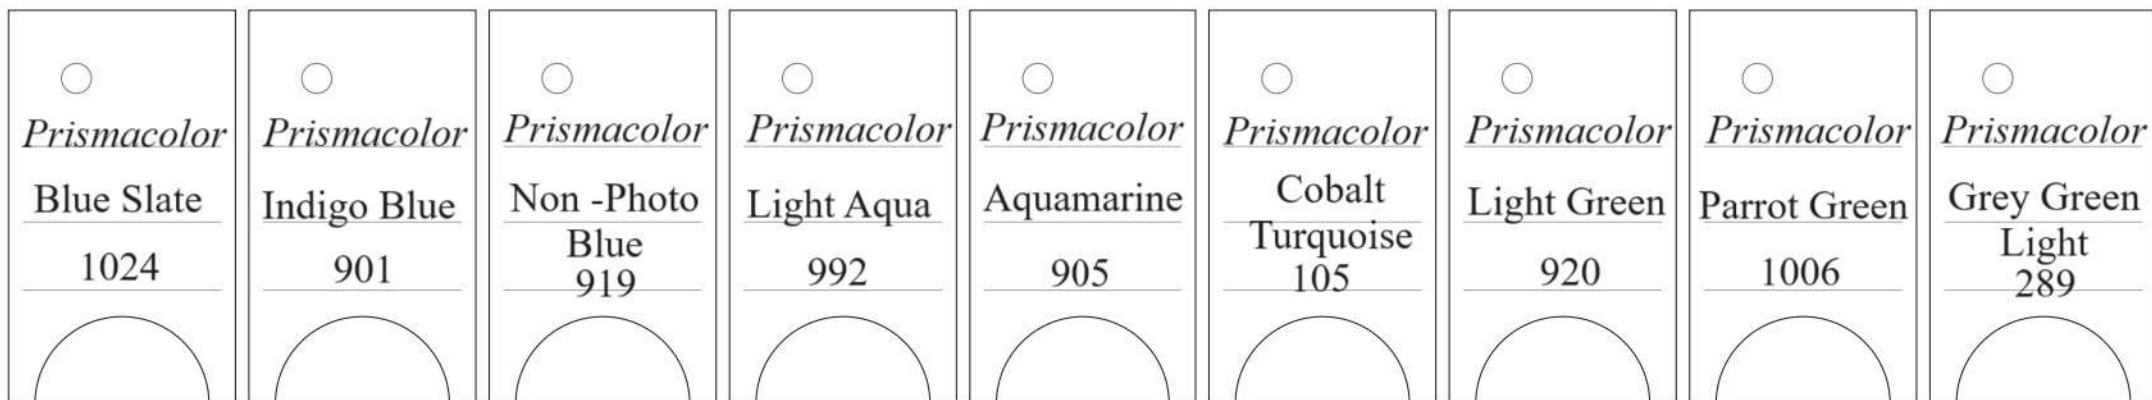 Prismacolor
Blue Slate
1024
Prismacolor
Indigo Blue
901
Prismacolor
Non -Photo
Blue
919
Prismacolor
Light Aqua
992
Prismacolor
Aquamarine
905
Prismacolor
Cobalt
Turquoise
105
Prismacolor
Light Green
920
Prismacolor
Parrot Green
1006
Prismacolor
Grey Green
Light
289